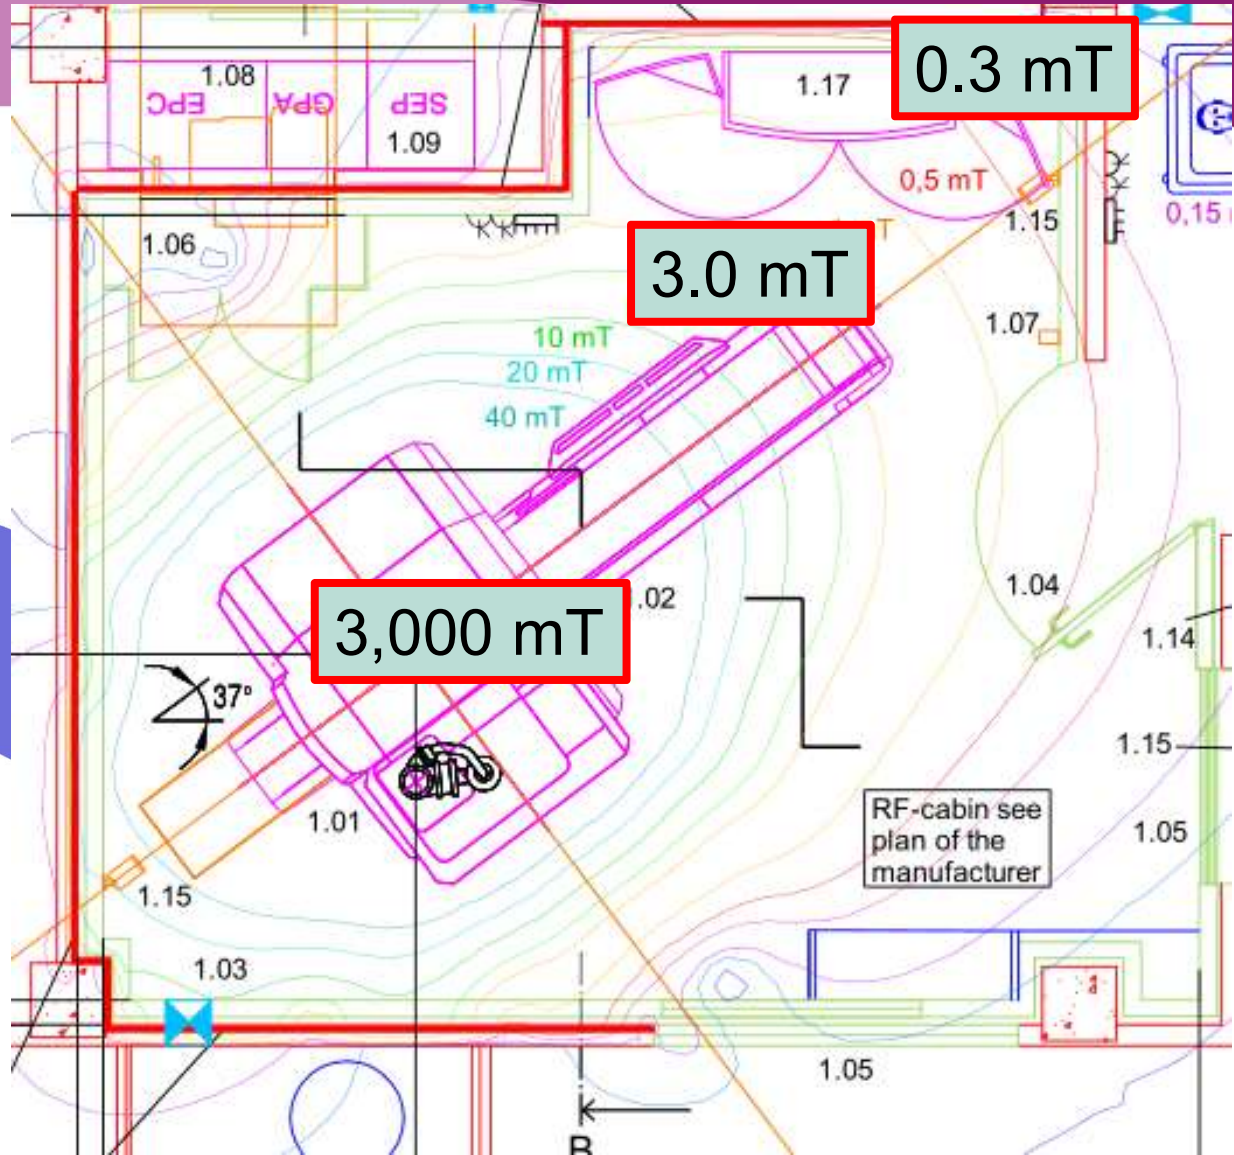 0.3 mT
1.08
1.17
EPC
GPA
SEP
1.09
0,5 mT
0,15
1.15
1.06
T
3.0 mT
1.07
10 mT
20 mT
40 mT
1.04
3,000 mT
.02
1.14
37°
1.15
1.01
RF-cabin see
plan of the
manufacturer
1.05
1.15
1.03
1.05
B